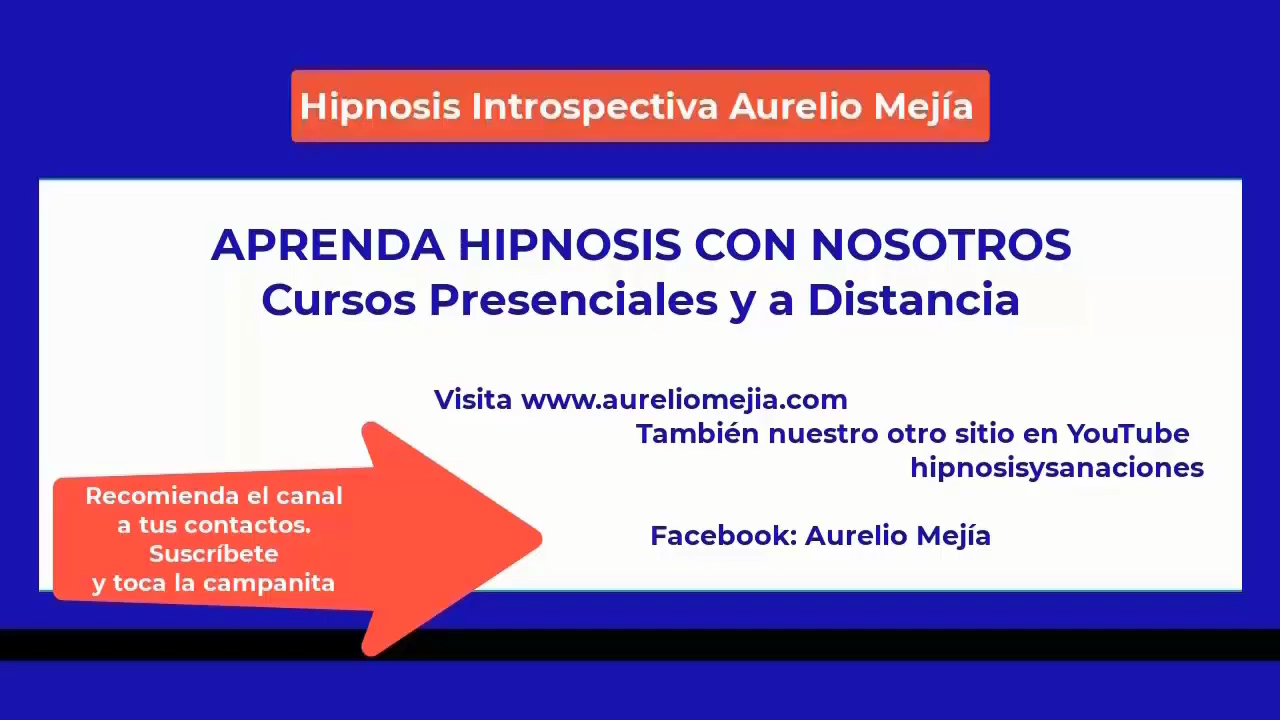 Hipnosis Introspectiva Aurelio Mejía
APRENDA HIPNOSIS CON NOSOTROS
Cursos Presenciales y a Distancia
Visita www.aureliomejia.com
También nuestro otro sitio en YouTube
hipnosisysanaciones
Facebook: Aurelio Mejía
Recomienda el canal
a tus contactos.
Suscríbete
y toca la campanita